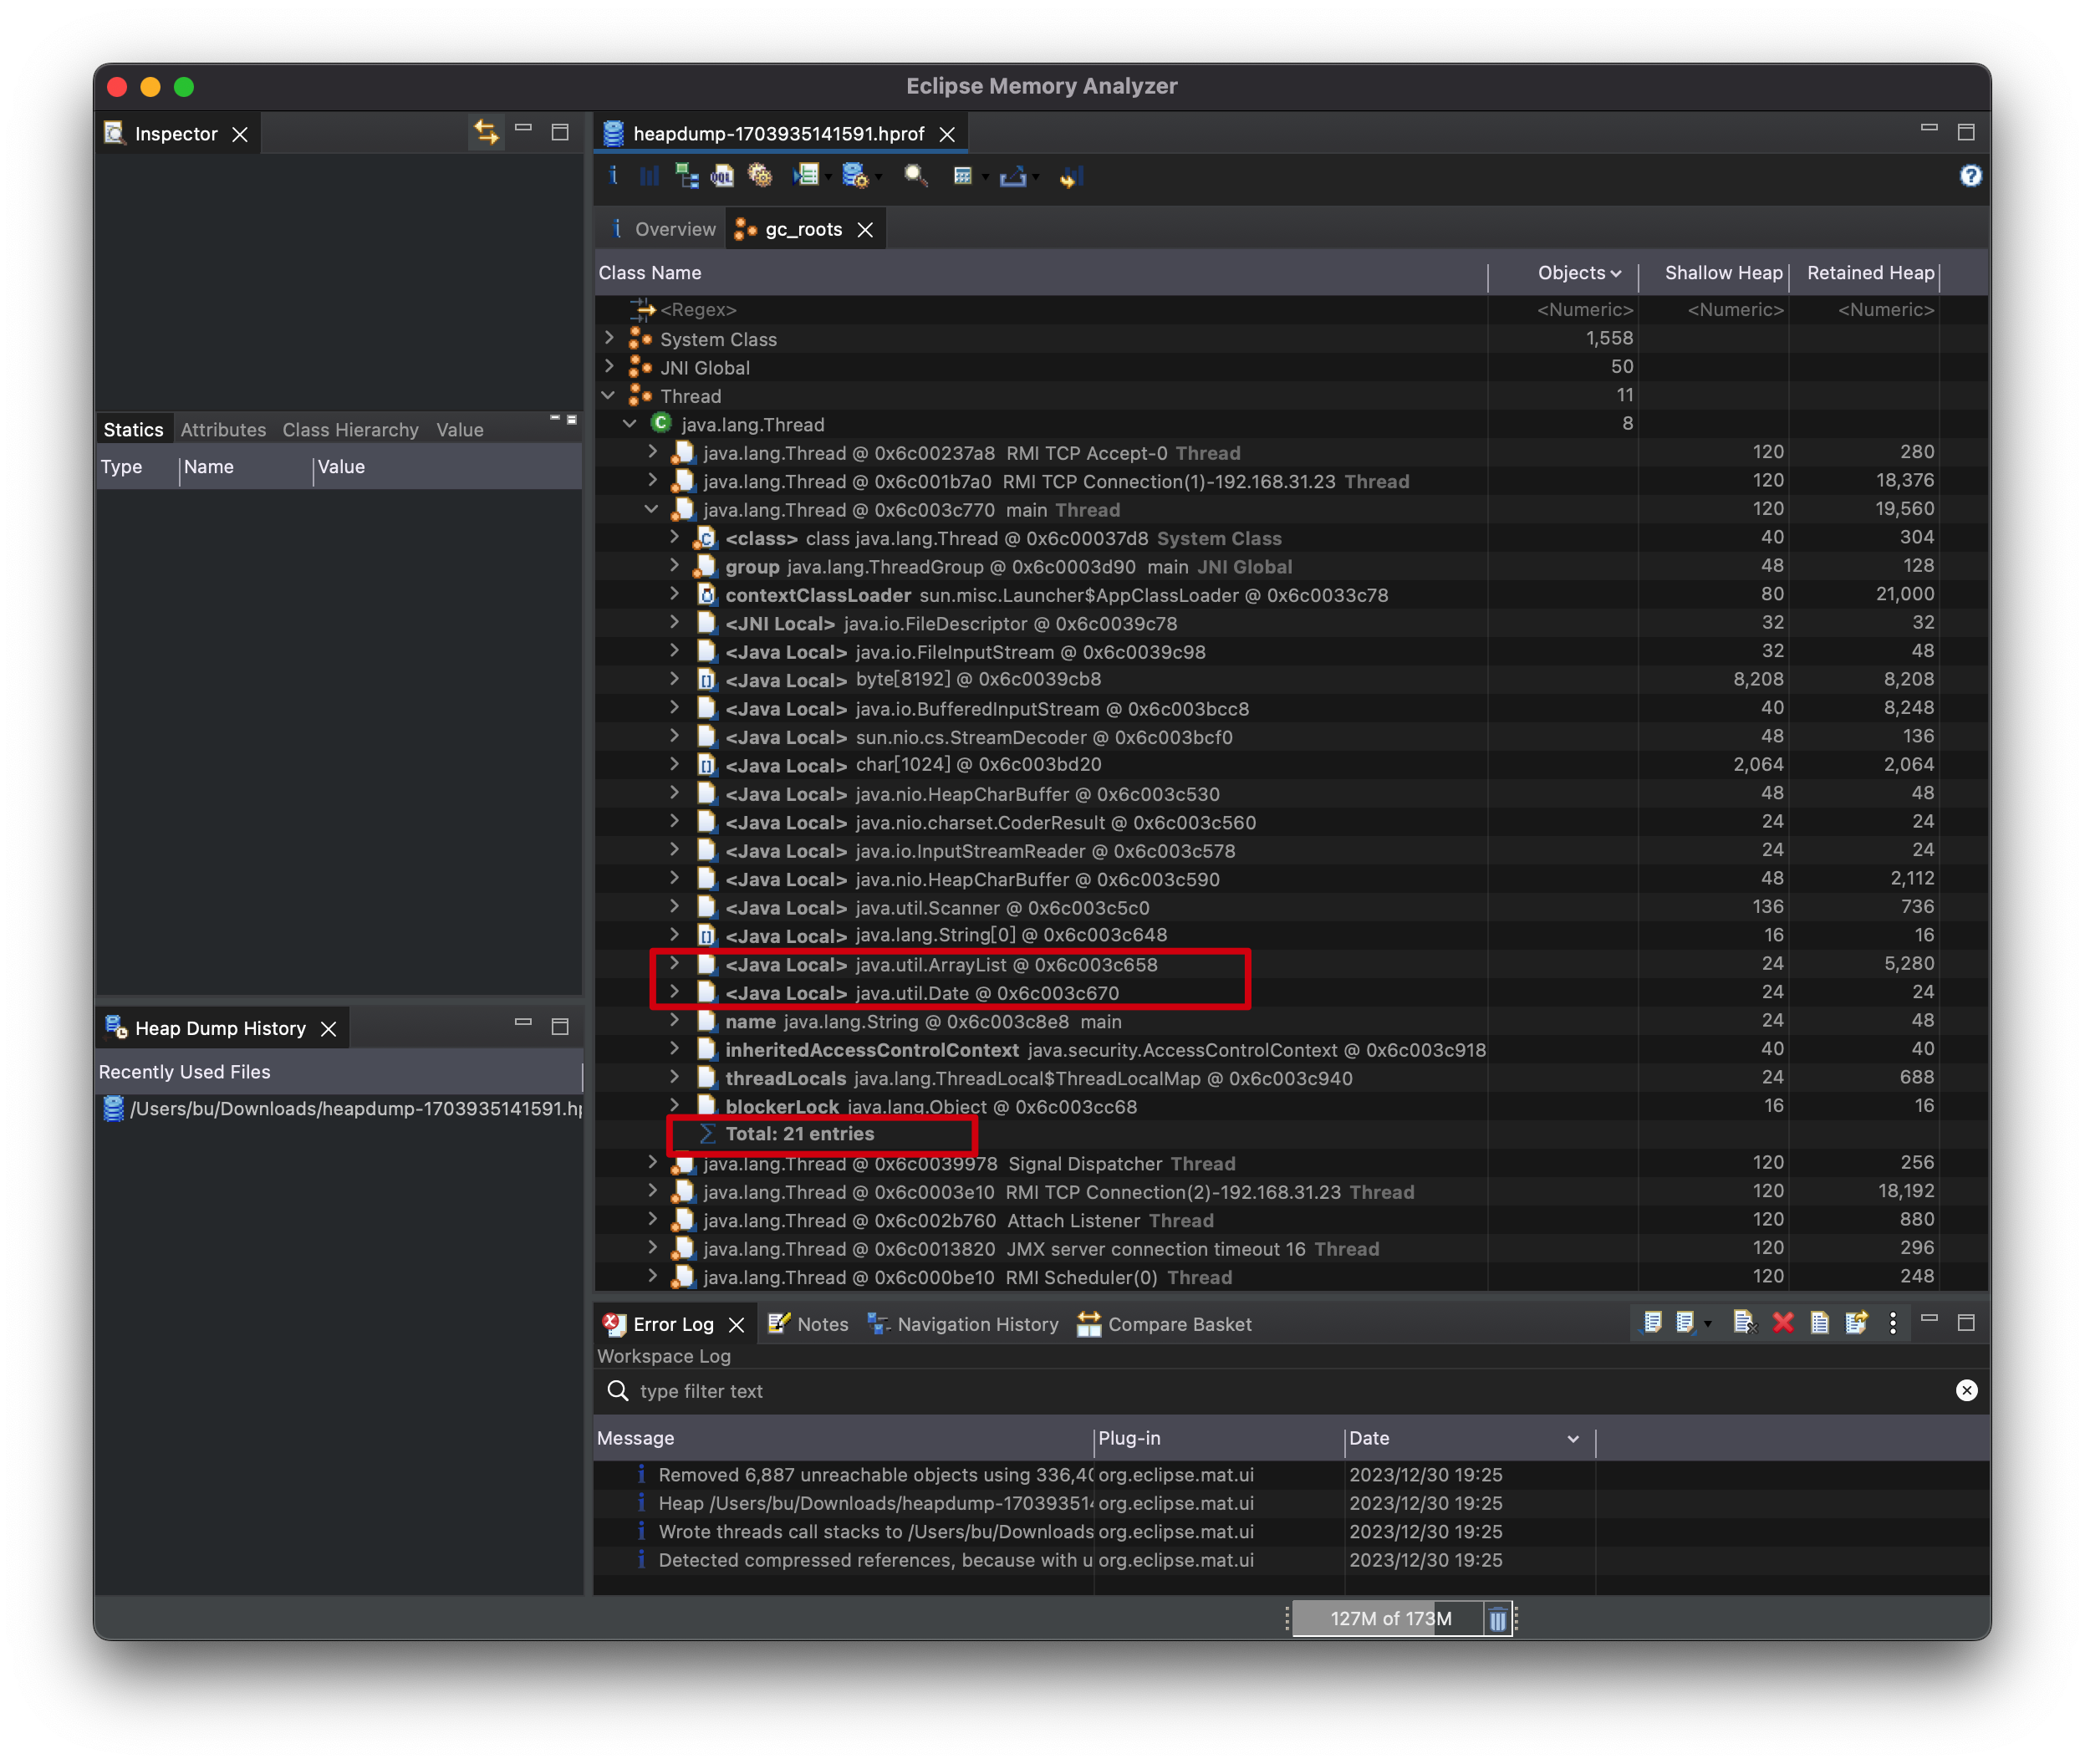 Eclipse Memory Analyzer
Inspector
heapdump-1703935141591.hprof
Overview
gc_roots
Class Name Objects Shallow Heap Retained Heap
<Regex> <Numeric> <Numeric> <Numeric>
System Class 1,558
JNI Global 50
Thread 11
java.lang.Thread 8
java.lang.Thread @ 0x6c00237a8 RMI TCP Accept-0 Thread 120 280
java.lang.Thread @ 0x6c001b7a0 RMI TCP Connection(1)-192.168.31.23 Thread 120 18,376
java.lang.Thread @ 0x6c003c770 main Thread 120 19,560
<class> class java.lang.Thread @ 0x6c00037d8 System Class 40 304
group java.lang.ThreadGroup @ 0x6c0003d90 main JNI Global 48 128
contextClassLoader sun.misc.Launcher$AppClassLoader @ 0x6c0033c78 80 21,000
<JNI Local> java.io.FileDescriptor @ 0x6c0039c78 32 32
<Java Local> java.io.FileInputStream @ 0x6c0039c98 32 48
<Java Local> byte[8192] @ 0x6c0039cb8 8,208 8,208
<Java Local> java.io.BufferedInputStream @ 0x6c003bcc8 40 8,248
<Java Local> sun.nio.cs.StreamDecoder @ 0x6c003bcf0 48 136
<Java Local> char[1024] @ 0x6c003bd20 2,064 2,064
<Java Local> java.nio.HeapCharBuffer @ 0x6c003c530 48 48
<Java Local> java.nio.charset.CoderResult @ 0x6c003c560 24 24
<Java Local> java.io.InputStreamReader @ 0x6c003c578 24 24
<Java Local> java.nio.HeapCharBuffer @ 0x6c003c590 48 2,112
<Java Local> java.util.Scanner @ 0x6c003c5c0 136 736
<Java Local> java.lang.String[0] @ 0x6c003c648 16 16
<Java Local> java.util.ArrayList @ 0x6c003c658 24 5,280
<Java Local> java.util.Date @ 0x6c003c670 24 24
name java.lang.String @ 0x6c003c8e8 main 24 48
inheritedAccessControlContext java.security.AccessControlContext @ 0x6c003c918 40 40
threadLocals java.lang.ThreadLocal$ThreadLocalMap @ 0x6c003c940 24 688
blockerLock java.lang.Object @ 0x6c003cc68 16 16
Total: 21 entries
java.lang.Thread @ 0x6c0039978 Signal Dispatcher Thread 120 256
java.lang.Thread @ 0x6c0003e10 RMI TCP Connection(2)-192.168.31.23 Thread 120 18,192
java.lang.Thread @ 0x6c002b760 Attach Listener Thread 120 880
java.lang.Thread @ 0x6c0013820 JMX server connection timeout 16 Thread 120 296
java.lang.Thread @ 0x6c000be10 RMI Scheduler(0) Thread 120 248
Statics Attributes Class Hierarchy Value
Type Name Value
Heap Dump History
Recently Used Files
/Users/bu/Downloads/heapdump-1703935141591.h
Error Log Notes Navigation History Compare Basket
Workspace Log
type filter text
Message Plug-in Date
Removed 6,887 unreachable objects using 336,40 org.eclipse.mat.ui 2023/12/30 19:25
Heap /Users/bu/Downloads/heapdump-17039351 org.eclipse.mat.ui 2023/12/30 19:25
Wrote threads call stacks to /Users/bu/Downloads org.eclipse.mat.ui 2023/12/30 19:25
Detected compressed references, because with u org.eclipse.mat.ui 2023/12/30 19:25
127M of 173M